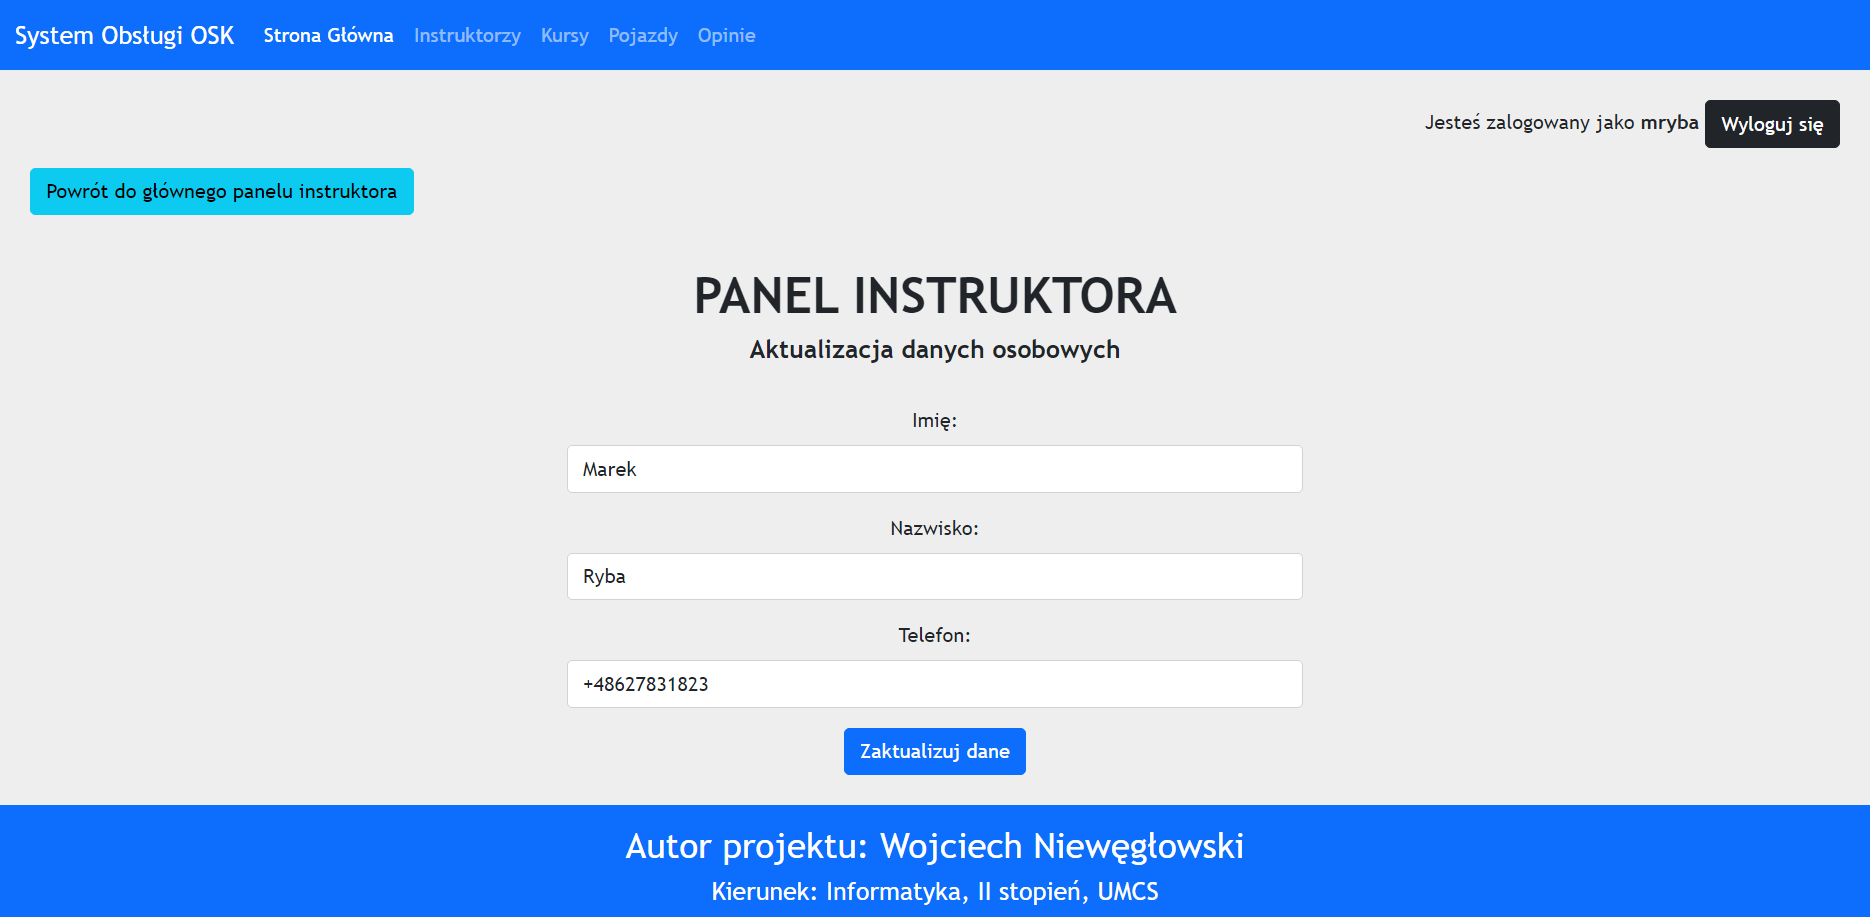 System Obsługi OSK Strona Główna Instruktorzy Kursy Pojazdy Opinie
Jesteś zalogowany jako mryba Wyloguj się
Powrót do głównego panelu instruktora
PANEL INSTRUKTORA
Aktualizacja danych osobowych
Imię:
Marek
Nazwisko:
Ryba
Telefon:
+48627831823
Zaktualizuj dane
Autor projektu: Wojciech Niewęgłowski
Kierunek: Informatyka, II stopień, UMCS